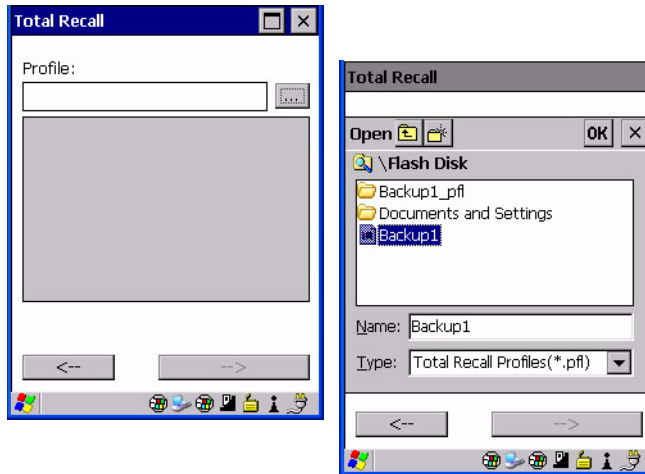 Total Recall
Profile:
...
<--
-->
Total Recall
Open
OK
\Flash Disk
Backup1_pfl
Documents and Settings
Backup1
Name: Backup1
Type: Total Recall Profiles(*.pfl)
<--
-->